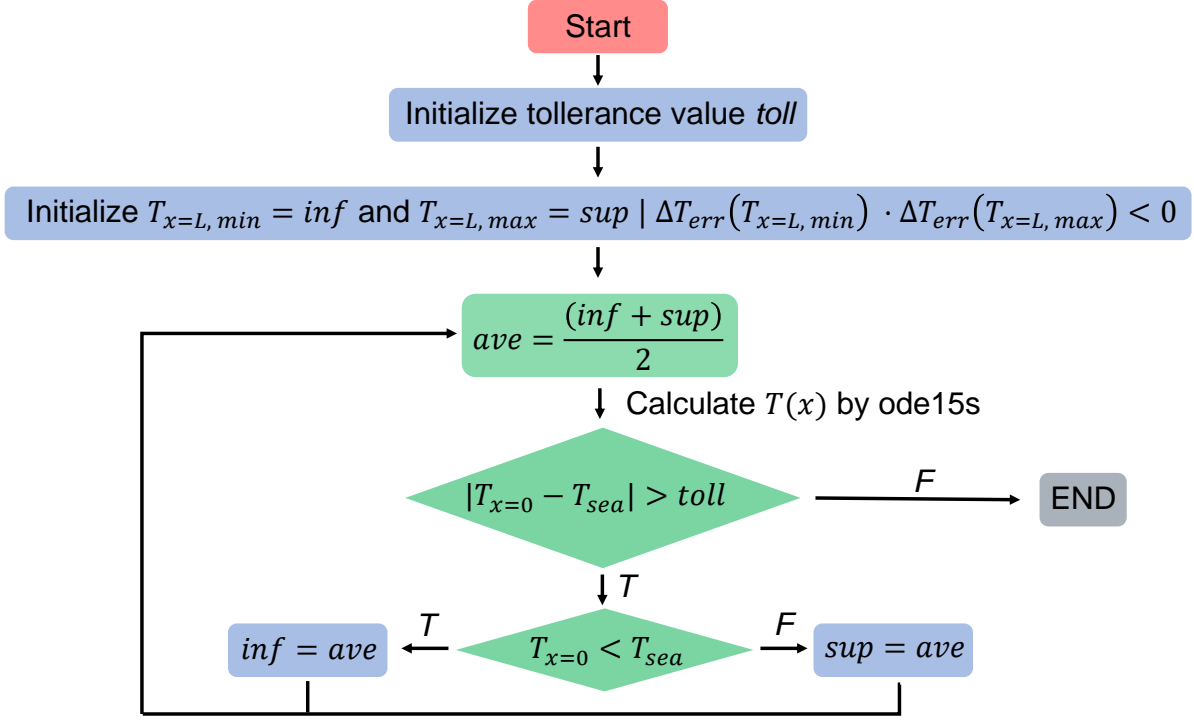 Start
Initialize tollerance value toll
Initialize T_{x=L, min} = inf and T_{x=L, max} = sup | ΔT_{err}(T_{x=L, min}) · ΔT_{err}(T_{x=L, max}) < 0
ave = (inf + sup) / 2
Calculate T(x) by ode15s
|T_{x=0} − T_{sea}| > toll
F
END
T
T
F
inf = ave
T_{x=0} < T_{sea}
sup = ave